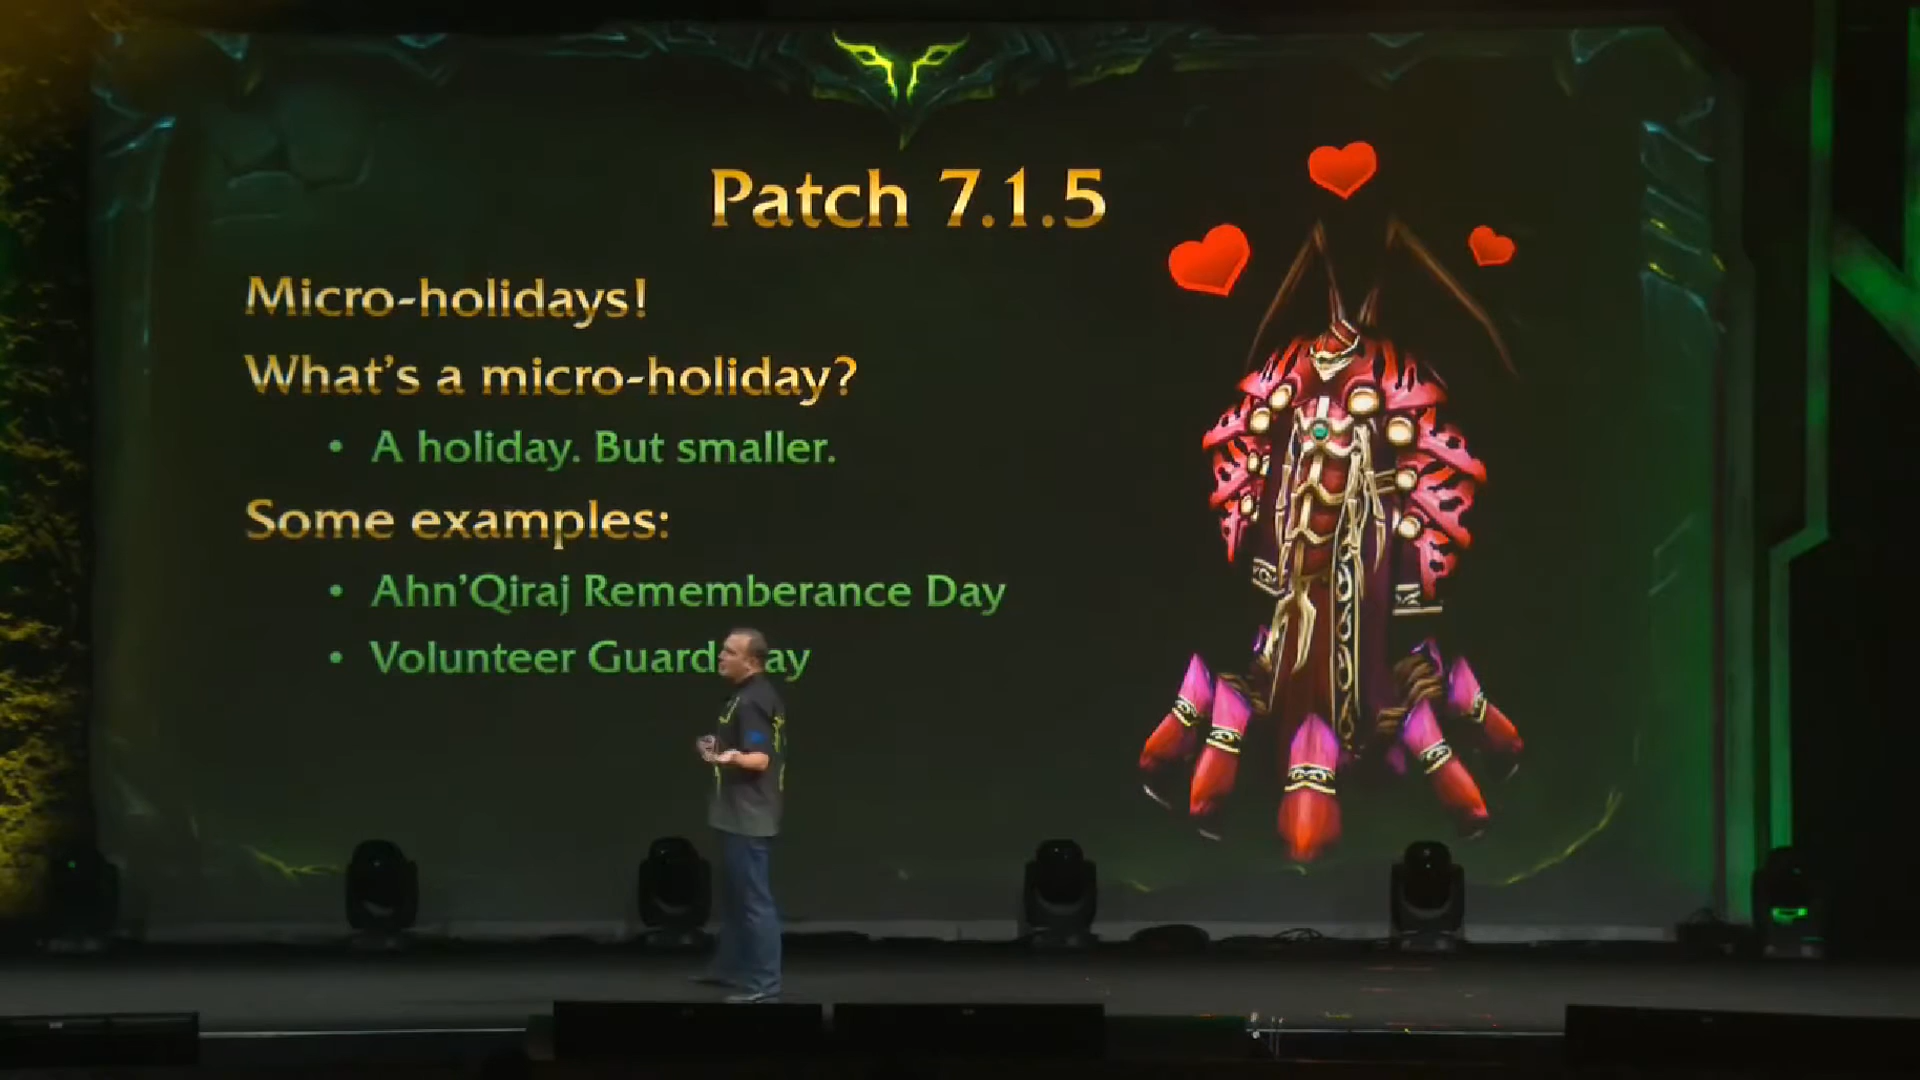 Patch 7.1.5
Micro-holidays!
What's a micro-holiday?
• A holiday. But smaller.
Some examples:
• Ahn'Qiraj Rememberance Day
• Volunteer Guard ay